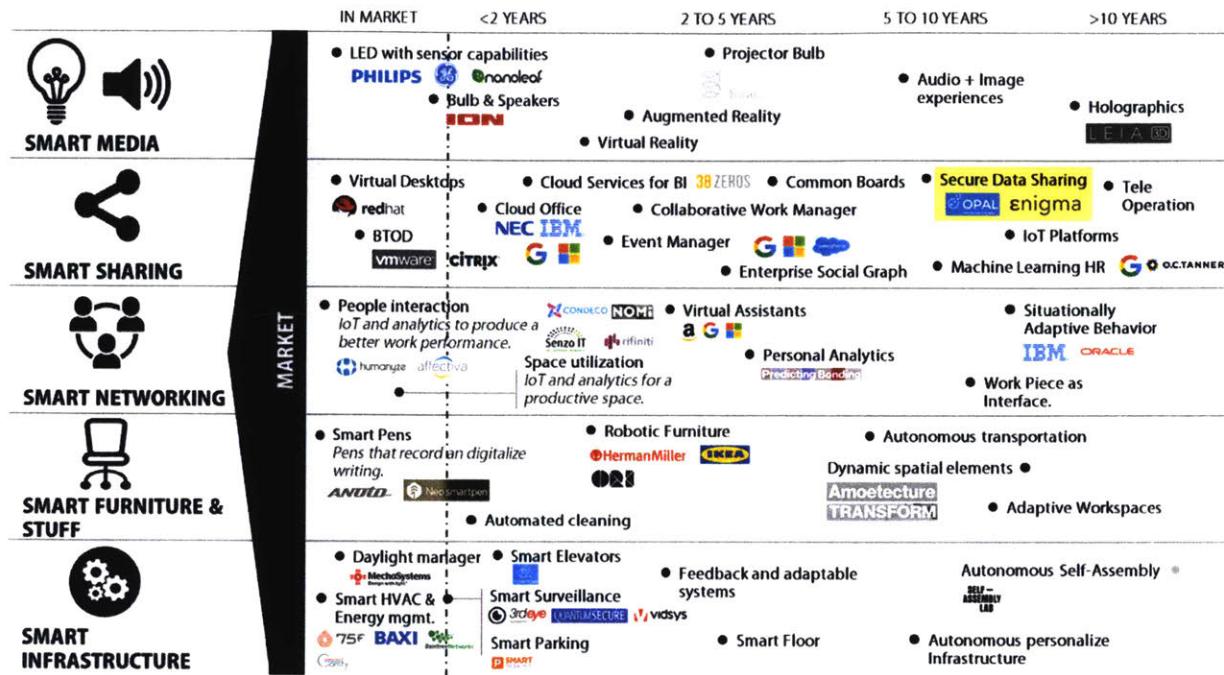 IN MARKET <2 YEARS 2 TO 5 YEARS 5 TO 10 YEARS >10 YEARS
MARKET
SMART MEDIA
LED with sensor capabilities
PHILIPS GE nanoleaf
Bulb & Speakers
ION
Projector Bulb
Augmented Reality
Virtual Reality
Audio + Image
experiences
Holographics
LEIA 3D
SMART SHARING
Virtual Desktops
redhat
BTOD
vmware CITRIX
Cloud Services for BI 38 ZEROS
Cloud Office
NEC IBM
G
Common Boards
Collaborative Work Manager
Event Manager
G
Enterprise Social Graph
Secure Data Sharing
OPAL εnigma
Tele
Operation
IoT Platforms
Machine Learning HR G O.C.TANNER
SMART NETWORKING
People interaction
IoT and analytics to produce a
better work performance.
humanyze affectiva
CONDECO NOMi
Senzo IT rifiniti
Space utilization
IoT and analytics for a
productive space.
Virtual Assistants
a G
Personal Analytics
Predicting Bonding
Situationally
Adaptive Behavior
IBM ORACLE
Work Piece as
Interface.
SMART FURNITURE &
STUFF
Smart Pens
Pens that record an digitalize
writing.
ANOTO Neo smartpen
Automated cleaning
Robotic Furniture
HermanMiller IKEA
ORI
Autonomous transportation
Dynamic spatial elements
Amoetecture
TRANSFORM
Adaptive Workspaces
SMART
INFRASTRUCTURE
Daylight manager
MechoSystems
Design with light
Smart HVAC &
Energy mgmt.
75F BAXI
Smart Elevators
Smart Surveillance
3rdeye QUANTUMSECURE vidsys
Smart Parking
SMART
Feedback and adaptable
systems
Smart Floor
Autonomous Self-Assembly
SELF–
ASSEMBLY
LAB
Autonomous personalize
Infrastructure